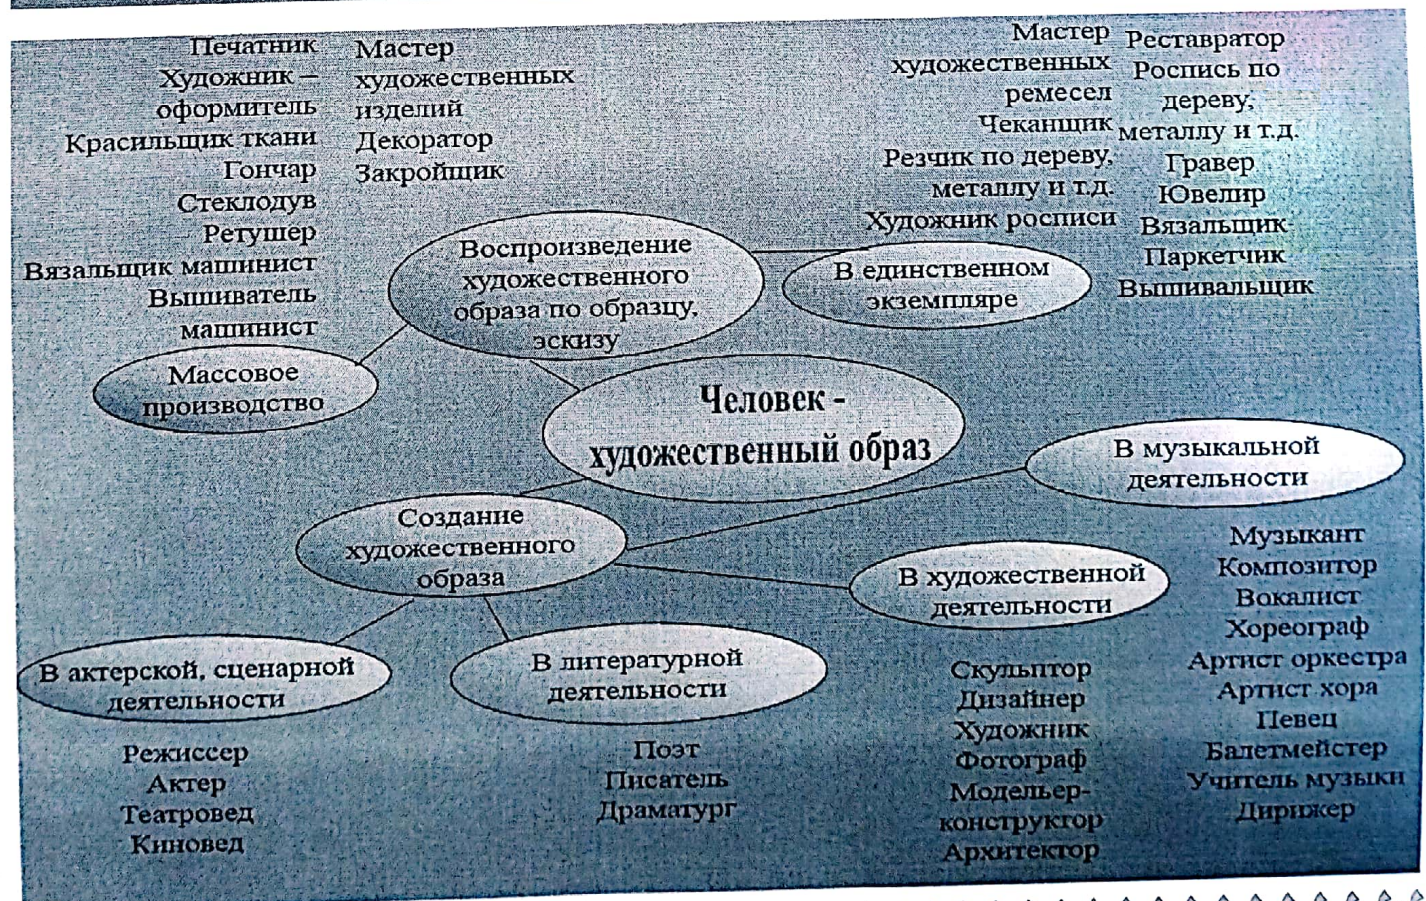 Печатник
Художник –
оформитель
Красильщик ткани
Гончар
Стеклодув
Ретушер
Вязальщик машинист
Вышиватель
машинист
Мастер
художественных
изделий
Декоратор
Закройщик
Мастер
художественных
ремесел
Чеканщик
Резчик по дереву,
металлу и т.д.
Художник росписи
Реставратор
Роспись по
дереву,
металлу и т.д.
Гравер
Ювелир
Вязальщик
Паркетчик
Вышивальщик
Воспроизведение
художественного
образа по образцу,
эскизу
В единственном
экземпляре
Массовое
производство
Человек -
художественный образ
В музыкальной
деятельности
Создание
художественного
образа
В художественной
деятельности
Музыкант
Композитор
Вокалист
Хореограф
Артист оркестра
Артист хора
Певец
Балетмейстер
Учитель музыки
Дирижер
В актерской, сценарной
деятельности
В литературной
деятельности
Скульптор
Дизайнер
Художник
Фотограф
Модельер-
конструктор
Архитектор
Режиссер
Актер
Театровед
Киновед
Поэт
Писатель
Драматург